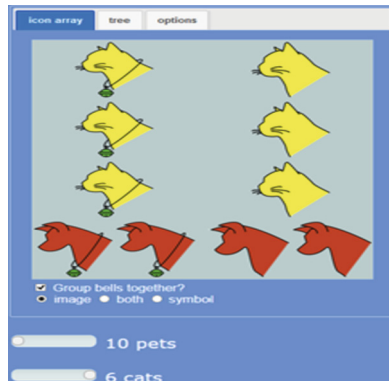 icon array tree options
Group bells together?
image both symbol
10 pets
6 cats